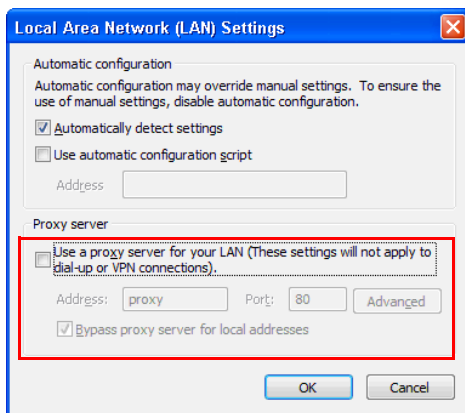 Local Area Network (LAN) Settings
Automatic configuration
Automatic configuration may override manual settings. To ensure the
use of manual settings, disable automatic configuration.
Automatically detect settings
Use automatic configuration script
Address
Proxy server
Use a proxy server for your LAN (These settings will not apply to
dial-up or VPN connections).
Address: proxy Port: 80 Advanced
Bypass proxy server for local addresses
OK Cancel